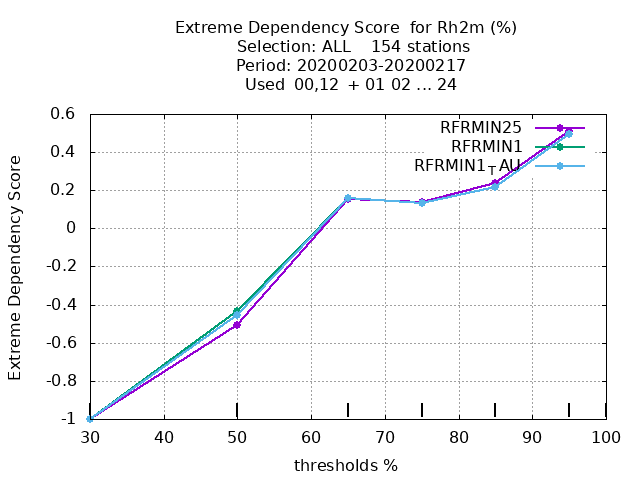 Extreme Dependency Score  for Rh2m (%)
Selection: ALL    154 stations
Period: 20200203-20200217
Used  00,12  + 01 02 ... 24
0.6
0.4
0.2
0
-0.2
-0.4
-0.6
-0.8
-1
Extreme Dependency Score
RFRMIN25
RFRMIN1
RFRMIN1TAU
30 40 50 60 70 80 90 100
thresholds %